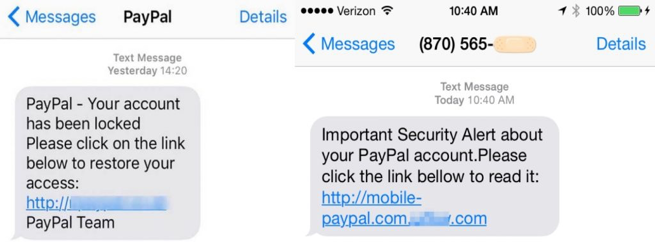 Messages PayPal Details
Text Message
Yesterday 14:20
PayPal - Your account
has been locked
Please click on the link
below to restore your
access:
http://
PayPal Team
Verizon 10:40 AM 100%
Messages (870) 565- Details
Text Message
Today 10:40 AM
Important Security Alert about
your PayPal account.Please
click the link bellow to read it:
http://mobile-
paypal.com. .com